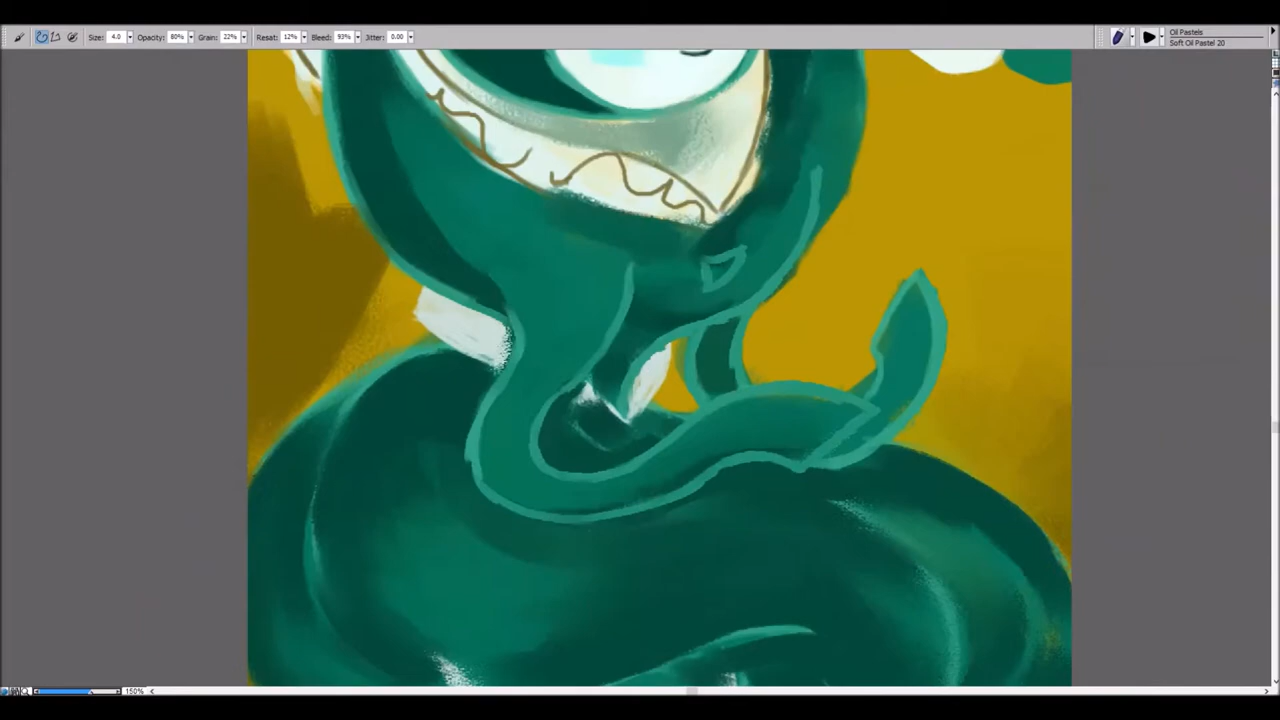 Size: 4.0 Opacity: 80% Grain: 22% Resat: 12% Bleed: 93% Jitter: 0.00
Oil Pastels
Soft Oil Pastel 20
150%